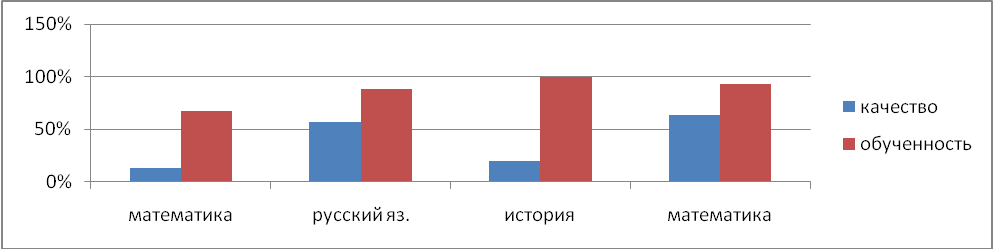 150%
100%
50%
0%
математика русский яз. история математика
качество
обученность